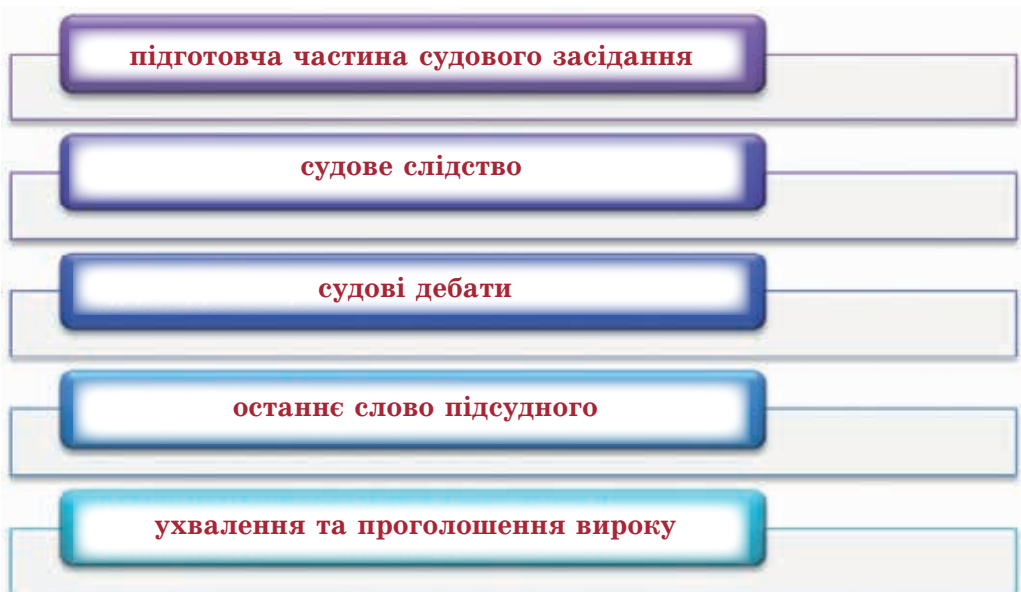 підготовча частина судового засідання
судове слідство
судові дебати
останнє слово підсудного
ухвалення та проголошення вироку